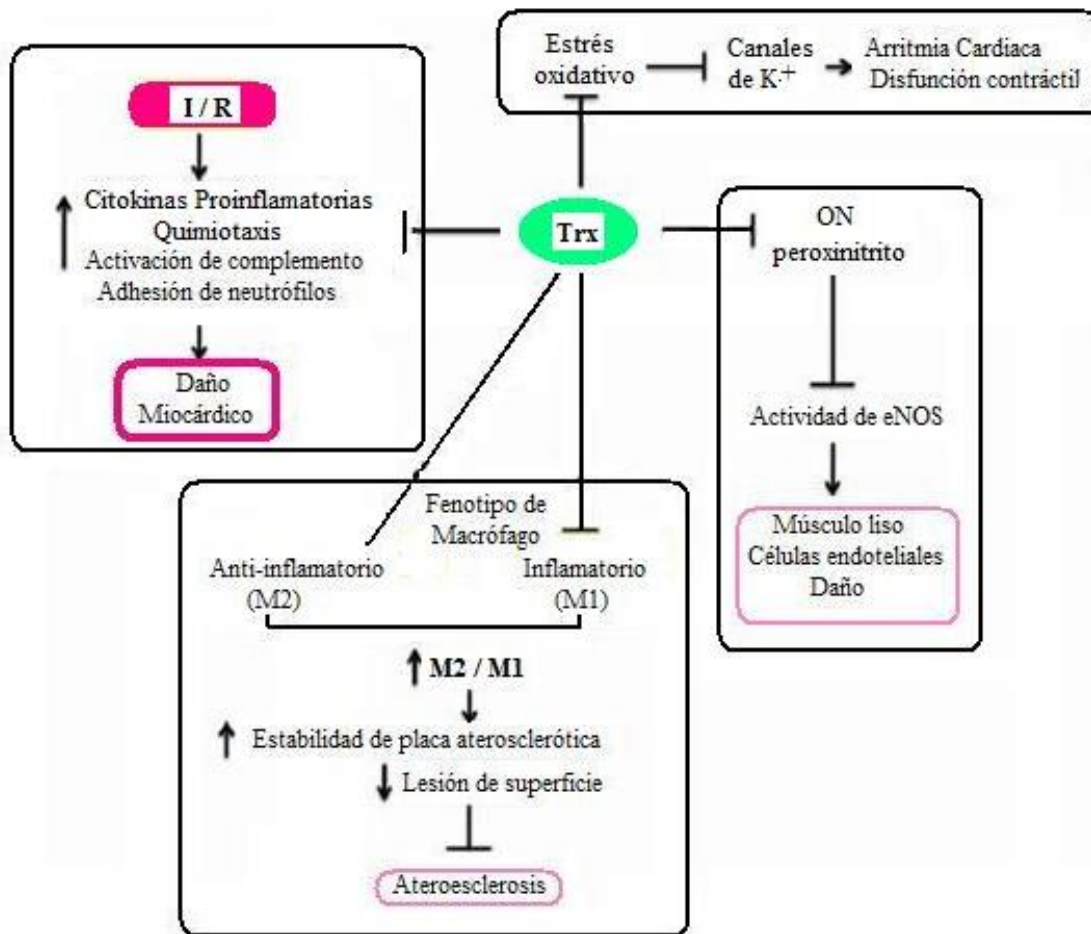 Estrés
oxidativo
Canales
de K.+
Arritmia Cardiaca
Disfunción contráctil
I / R
Citokinas Proinflamatorias
Quimiotaxis
Activación de complemento
Adhesión de neutrófilos
Daño
Miocárdico
Trx
ON
peroxinitrito
Actividad de eNOS
Músculo liso
Células endoteliales
Daño
Fenotipo de
Macrófago
Anti-inflamatorio
(M2)
Inflamatorio
(M1)
M2 / M1
Estabilidad de placa aterosclerótica
Lesión de superficie
Ateroesclerosis